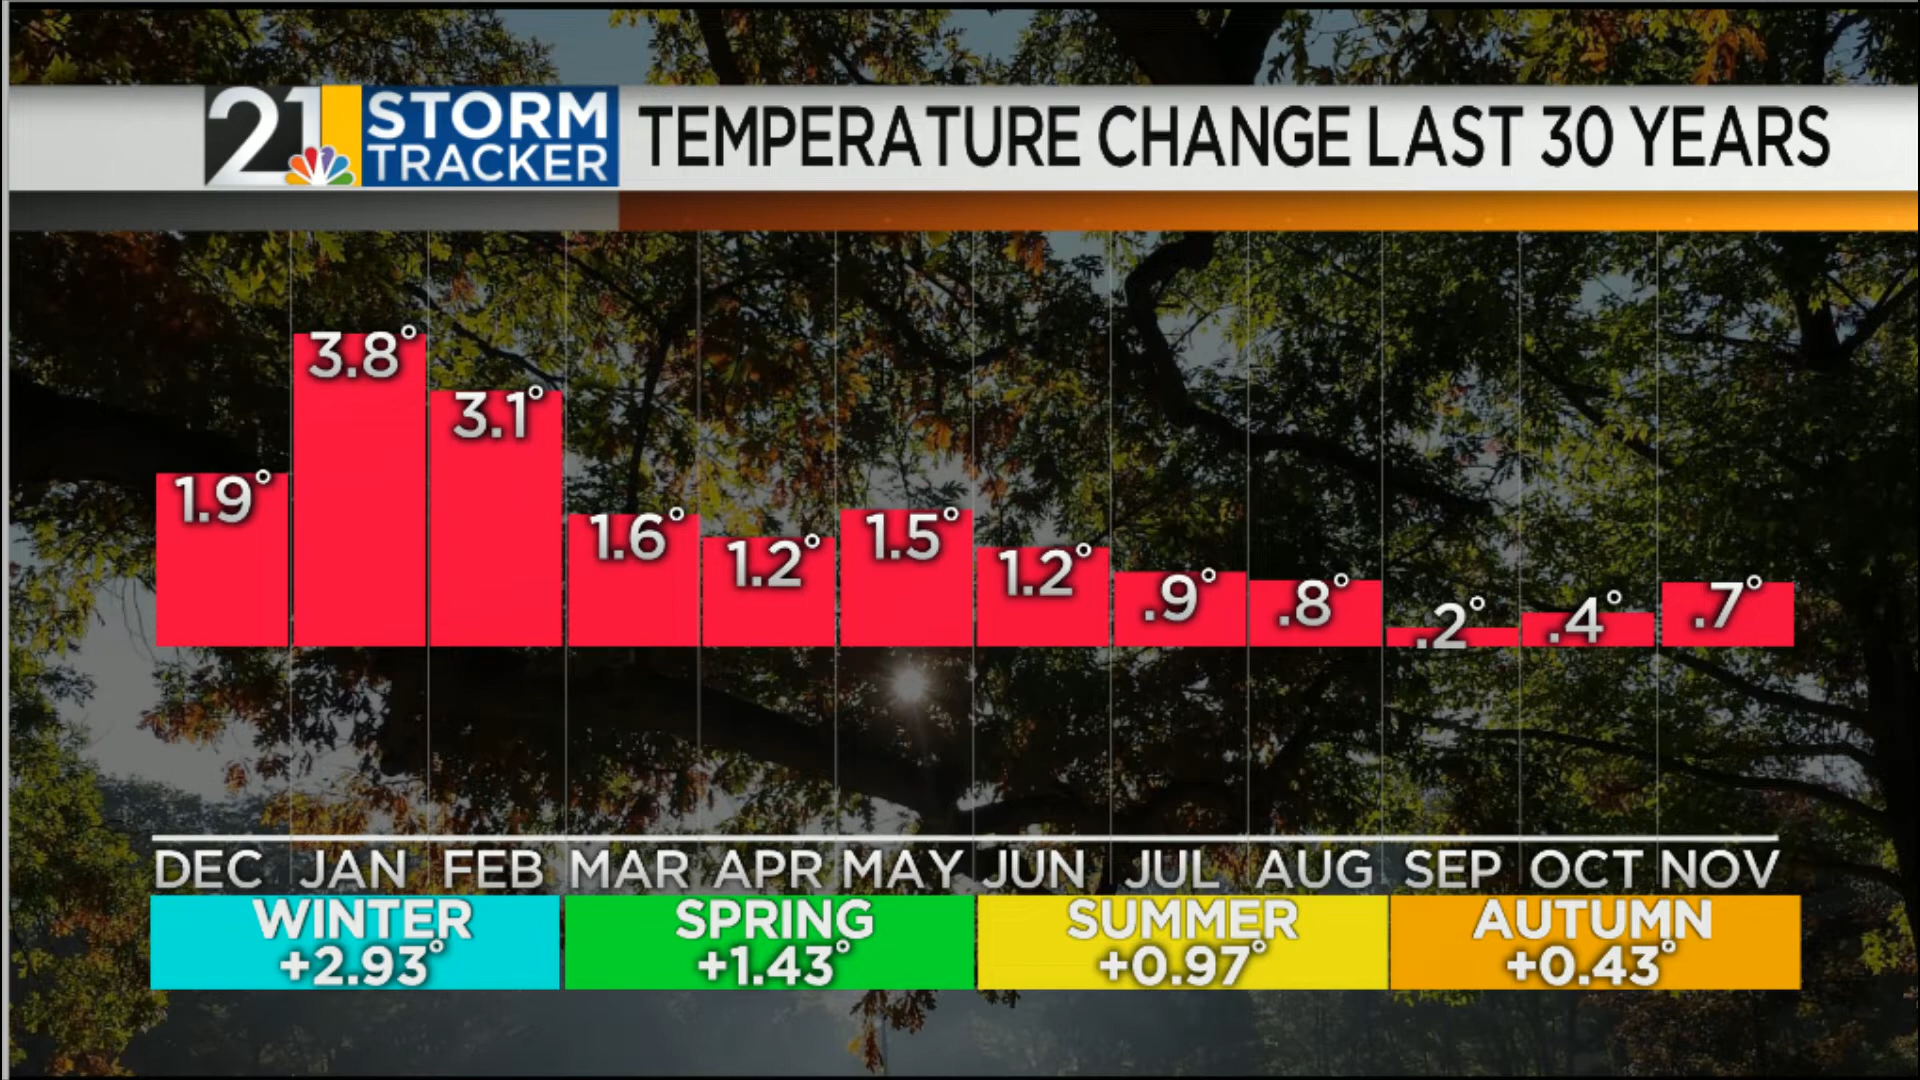 21 STORM TRACKER
TEMPERATURE CHANGE LAST 30 YEARS
1.9° 3.8° 3.1° 1.6° 1.2° 1.5° 1.2° .9° .8° .2° .4° .7°
DEC JAN FEB MAR APR MAY JUN JUL AUG SEP OCT NOV
WINTER SPRING SUMMER AUTUMN
+2.93° +1.43° +0.97° +0.43°